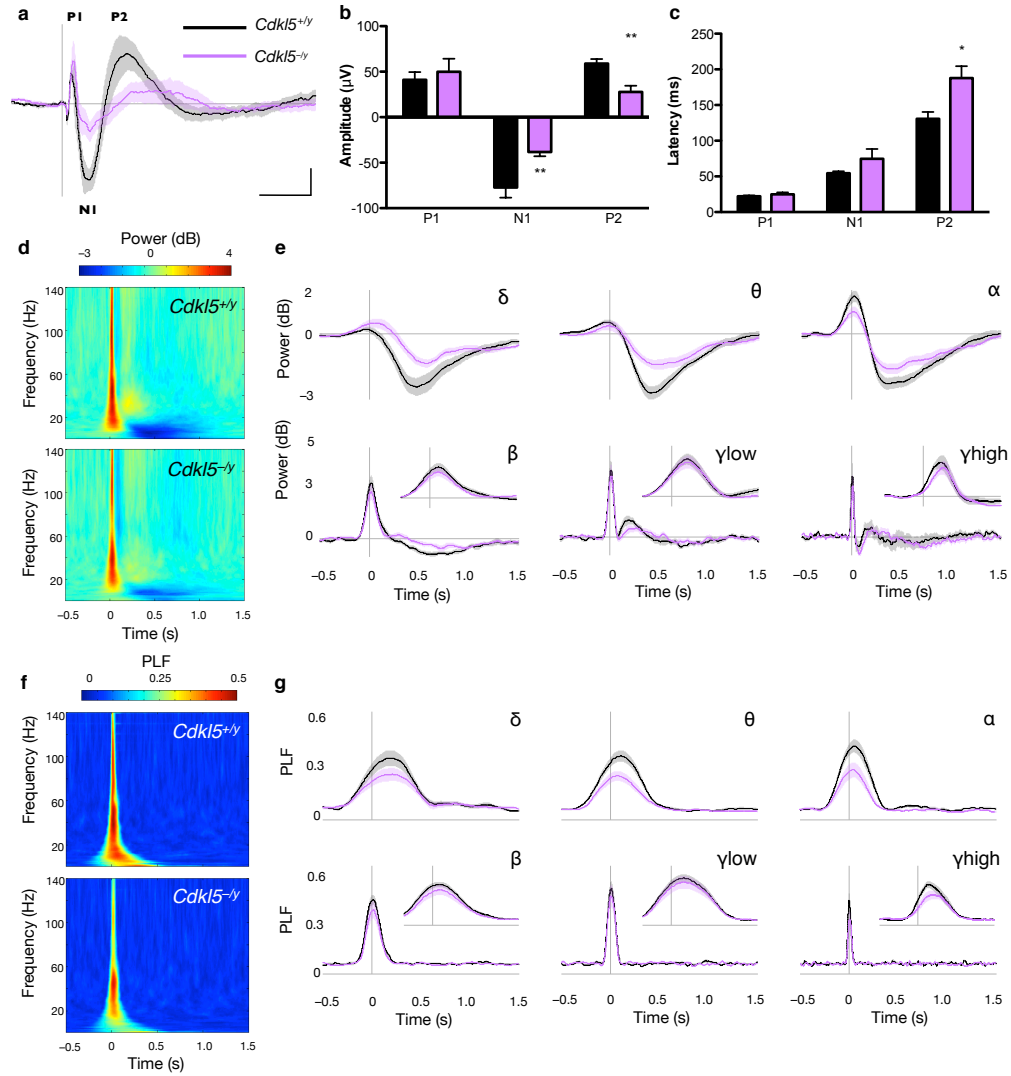 a
P1 P2
N1
Cdkl5+/y
Cdkl5−/y
b
Amplitude (μV)
100
50
0
-50
-100
**
**
P1 N1 P2
c
Latency (ms)
250
200
150
100
50
0
*
P1 N1 P2
d
Power (dB)
−3 0 4
Frequency (Hz)
140
100
60
20
Cdkl5+/y
Frequency (Hz)
140
100
60
20
Cdkl5−/y
−0.5 0 0.5 1.0 1.5
Time (s)
e
Power (dB)
2
0
−3
δ
θ
α
Power (dB)
5
3
0
β
γlow
γhigh
−0.5 0 0.5 1.0 1.5
−0.5 0 0.5 1.0 1.5
−0.5 0 0.5 1.0 1.5
Time (s)
Time (s)
Time (s)
f
PLF
0 0.25 0.5
Frequency (Hz)
140
100
60
20
Cdkl5+/y
Frequency (Hz)
140
100
60
20
Cdkl5−/y
−0.5 0 0.5 1.0 1.5
Time (s)
g
PLF
0.6
0.3
0
δ
θ
α
PLF
0.6
0.3
0
β
γlow
γhigh
−0.5 0 0.5 1.0 1.5
−0.5 0 0.5 1.0 1.5
−0.5 0 0.5 1.0 1.5
Time (s)
Time (s)
Time (s)